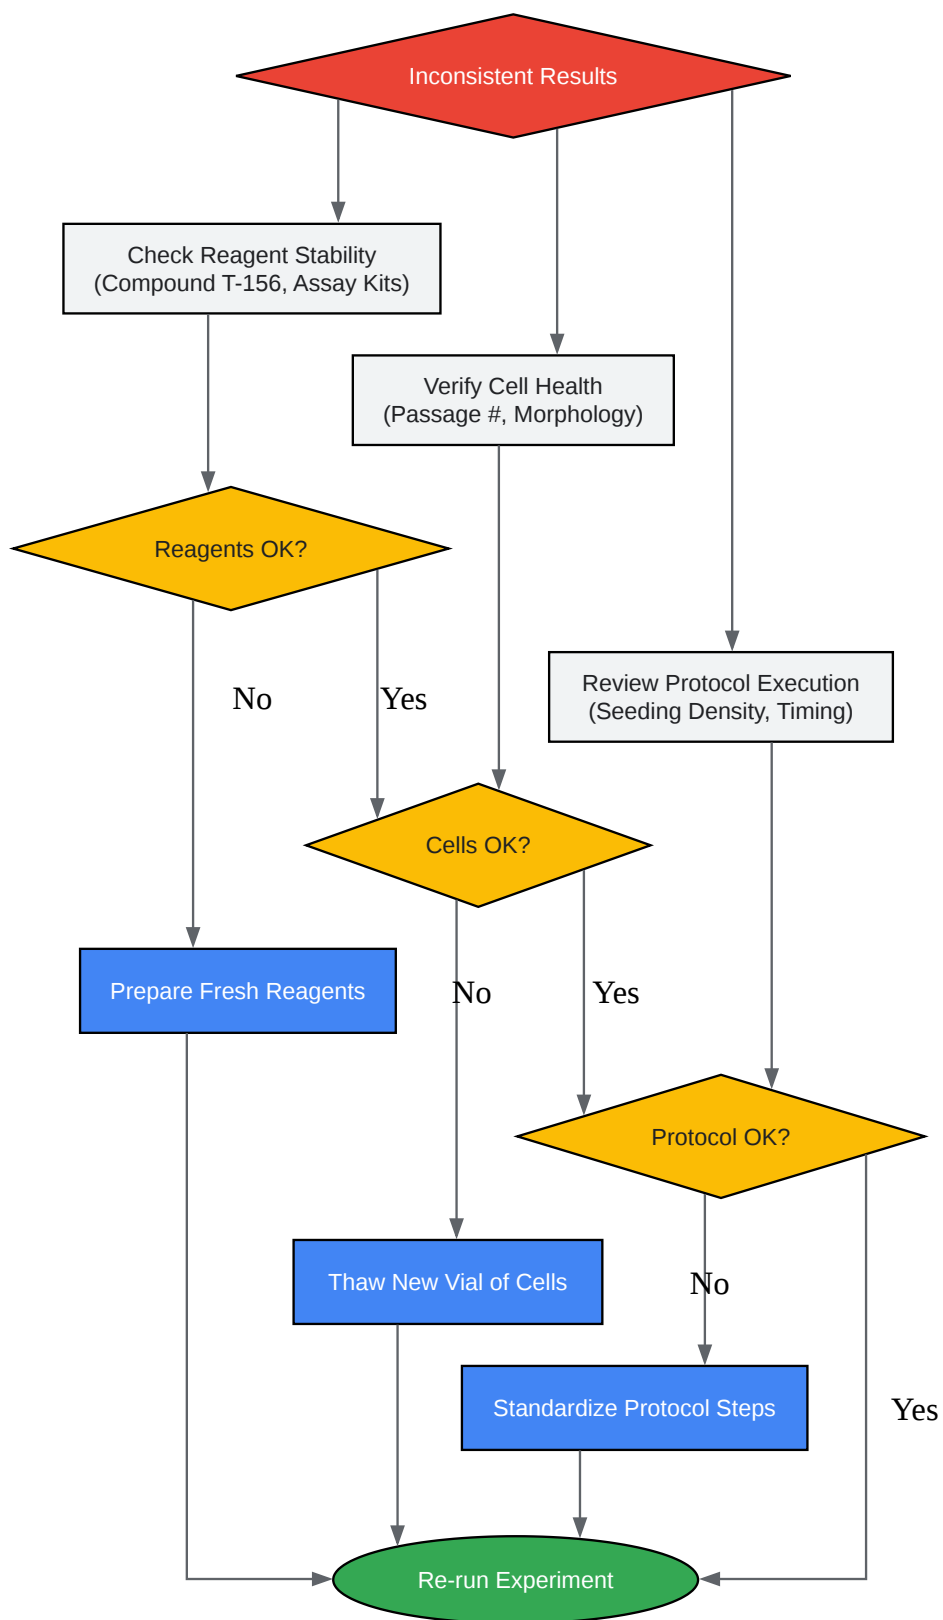 Inconsistent Results
Check Reagent Stability
(Compound T-156, Assay Kits)
Verify Cell Health
(Passage #, Morphology)
Reagents OK?
Review Protocol Execution
(Seeding Density, Timing)
No
Yes
Cells OK?
Prepare Fresh Reagents
No
Yes
Protocol OK?
Thaw New Vial of Cells
No
Standardize Protocol Steps
Yes
Re-run Experiment